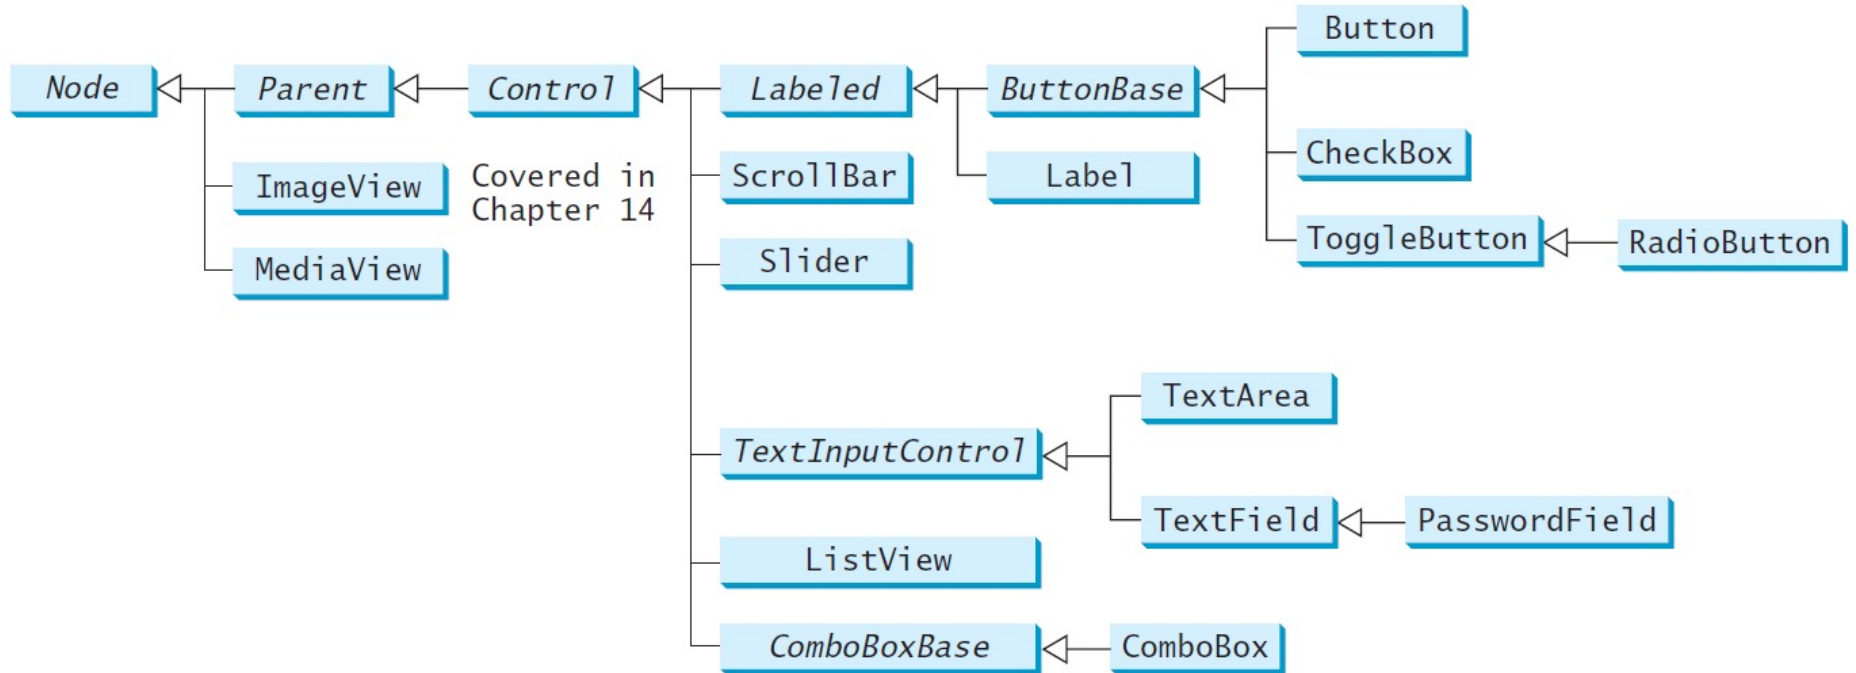 Node
Parent
Control
Labeled
ButtonBase
Button
CheckBox
ToggleButton
RadioButton
Label
ImageView
MediaView
Covered in
Chapter 14
ScrollBar
Slider
TextInputControl
TextArea
TextField
PasswordField
ListView
ComboBoxBase
ComboBox